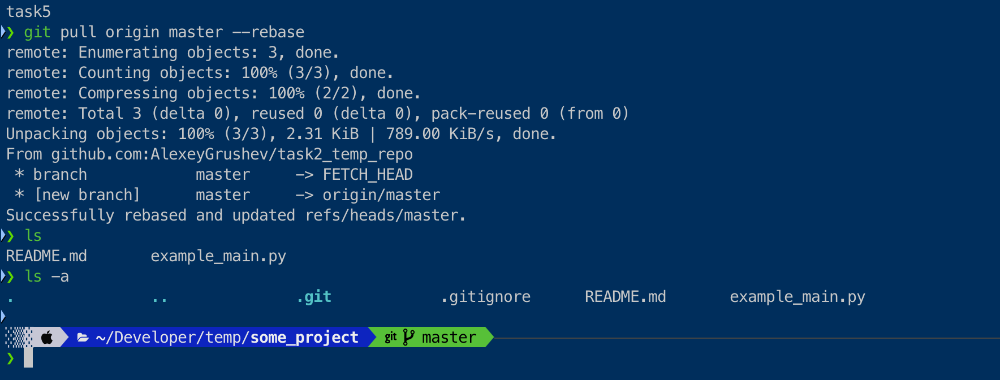 task5
❯ git pull origin master --rebase
remote: Enumerating objects: 3, done.
remote: Counting objects: 100% (3/3), done.
remote: Compressing objects: 100% (2/2), done.
remote: Total 3 (delta 0), reused 0 (delta 0), pack-reused 0 (from 0)
Unpacking objects: 100% (3/3), 2.31 KiB | 789.00 KiB/s, done.
From github.com:AlexeyGrushev/task2_temp_repo
 * branch            master     -> FETCH_HEAD
 * [new branch]      master     -> origin/master
Successfully rebased and updated refs/heads/master.
❯ ls
README.md       example_main.py
❯ ls -a
.               ..              .git            .gitignore      README.md       example_main.py
~/Developer/temp/some_project git master
❯